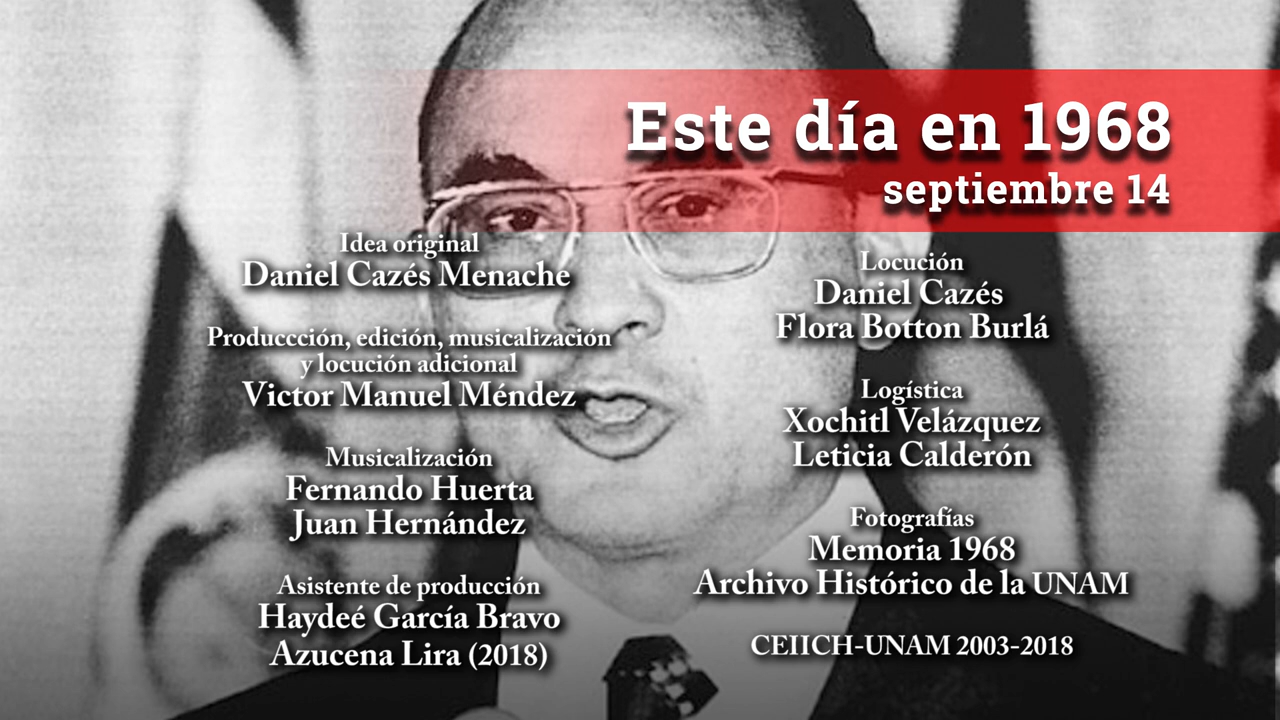 Este día en 1968
septiembre 14
Idea original
Daniel Cazés Menache
Produccción, edición, musicalización
y locución adicional
Victor Manuel Méndez
Musicalización
Fernando Huerta
Juan Hernández
Asistente de producción
Haydeé García Bravo
Azucena Lira (2018)
Locución
Daniel Cazés
Flora Botton Burlá
Logística
Xochitl Velázquez
Leticia Calderón
Fotografías
Memoria 1968
Archivo Histórico de la UNAM
CEIICH-UNAM 2003-2018